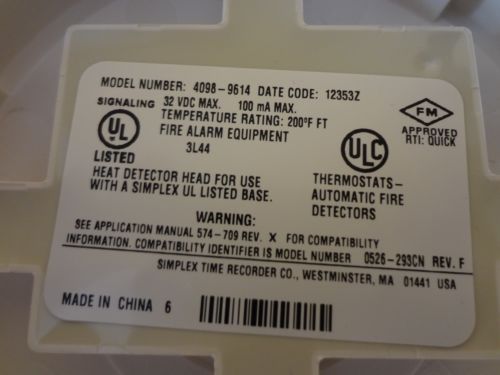 MODEL NUMBER: 4098-9614 DATE CODE: 12353Z
SIGNALING 32 VDC MAX. 100 mA MAX.
TEMPERATURE RATING: 200°F FT
FIRE ALARM EQUIPMENT
3L44
UL
LISTED
ULC
FM
APPROVED
RTI: QUICK
HEAT DETECTOR HEAD FOR USE
WITH A SIMPLEX UL LISTED BASE.
THERMOSTATS-
AUTOMATIC FIRE
DETECTORS
WARNING:
SEE APPLICATION MANUAL 574-709 REV. X FOR COMPATIBILITY
INFORMATION. COMPATIBILITY IDENTIFIER IS MODEL NUMBER 0526-293CN REV. F
SIMPLEX TIME RECORDER CO., WESTMINSTER, MA 01441 USA
MADE IN CHINA 6